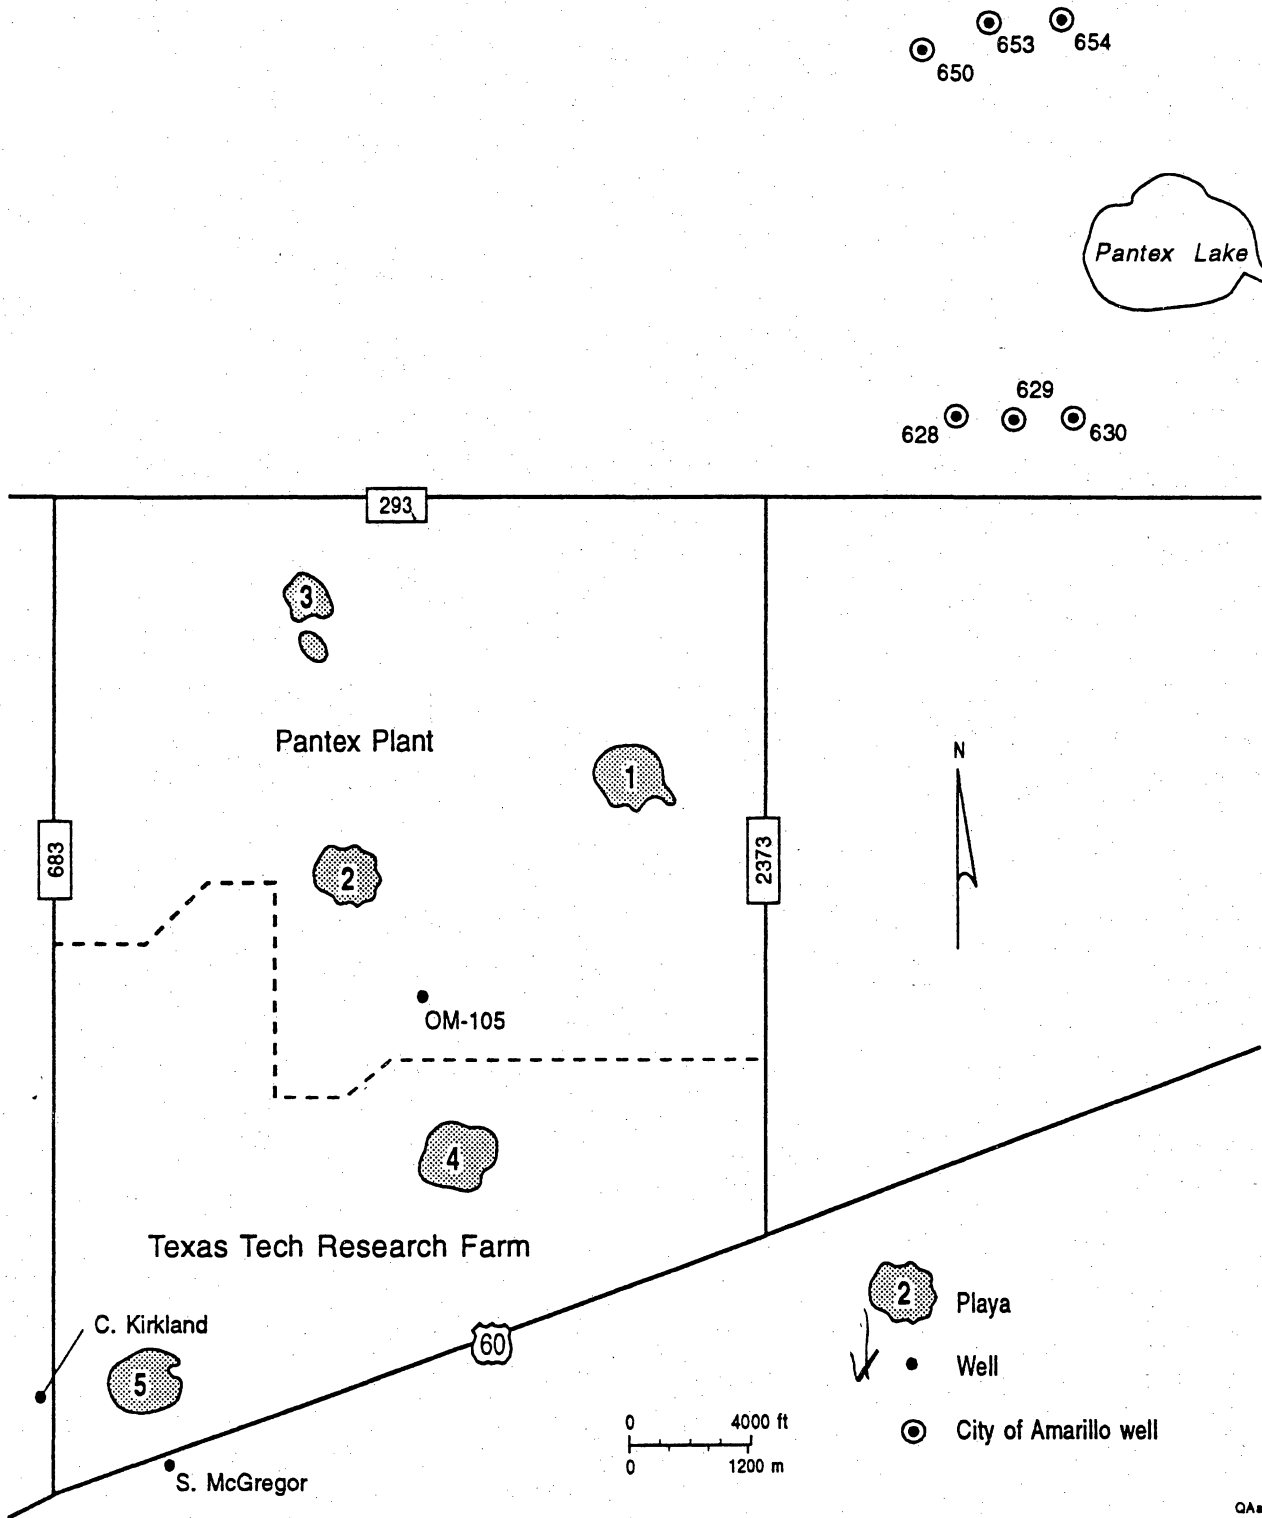 653
654
650
Pantex Lake
629
628
630
293
3
Pantex Plant
1
N
683
2373
2
OM-105
4
Texas Tech Research Farm
2
Playa
C. Kirkland
60
5
Well
0 4000 ft
City of Amarillo well
0 1200 m
S. McGregor